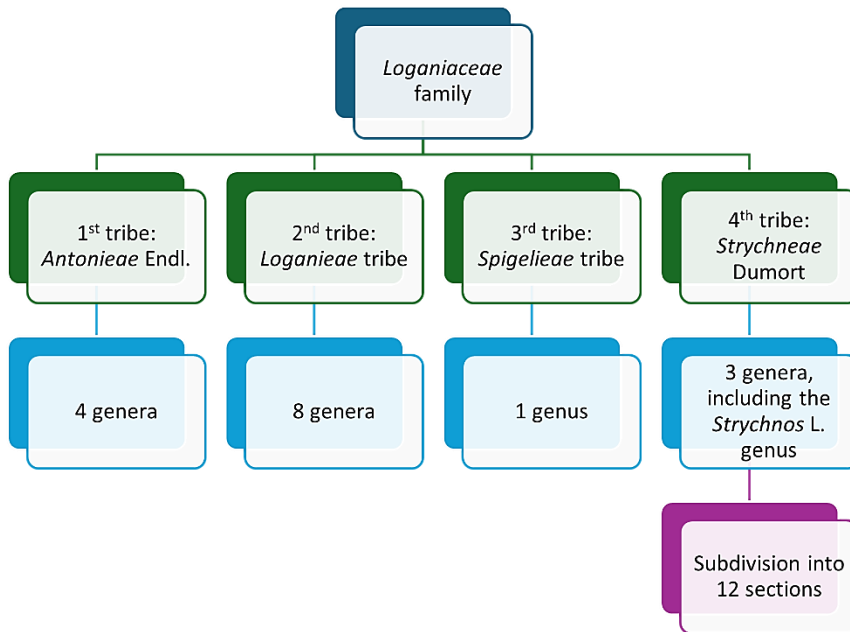 Loganiaceae
family
1st tribe:
Antonieae Endl.
2nd tribe:
Loganieae tribe
3rd tribe:
Spigelieae tribe
4th tribe:
Strychneae
Dumort
4 genera
8 genera
1 genus
3 genera,
including the
Strychnos L.
genus
Subdivision into
12 sections